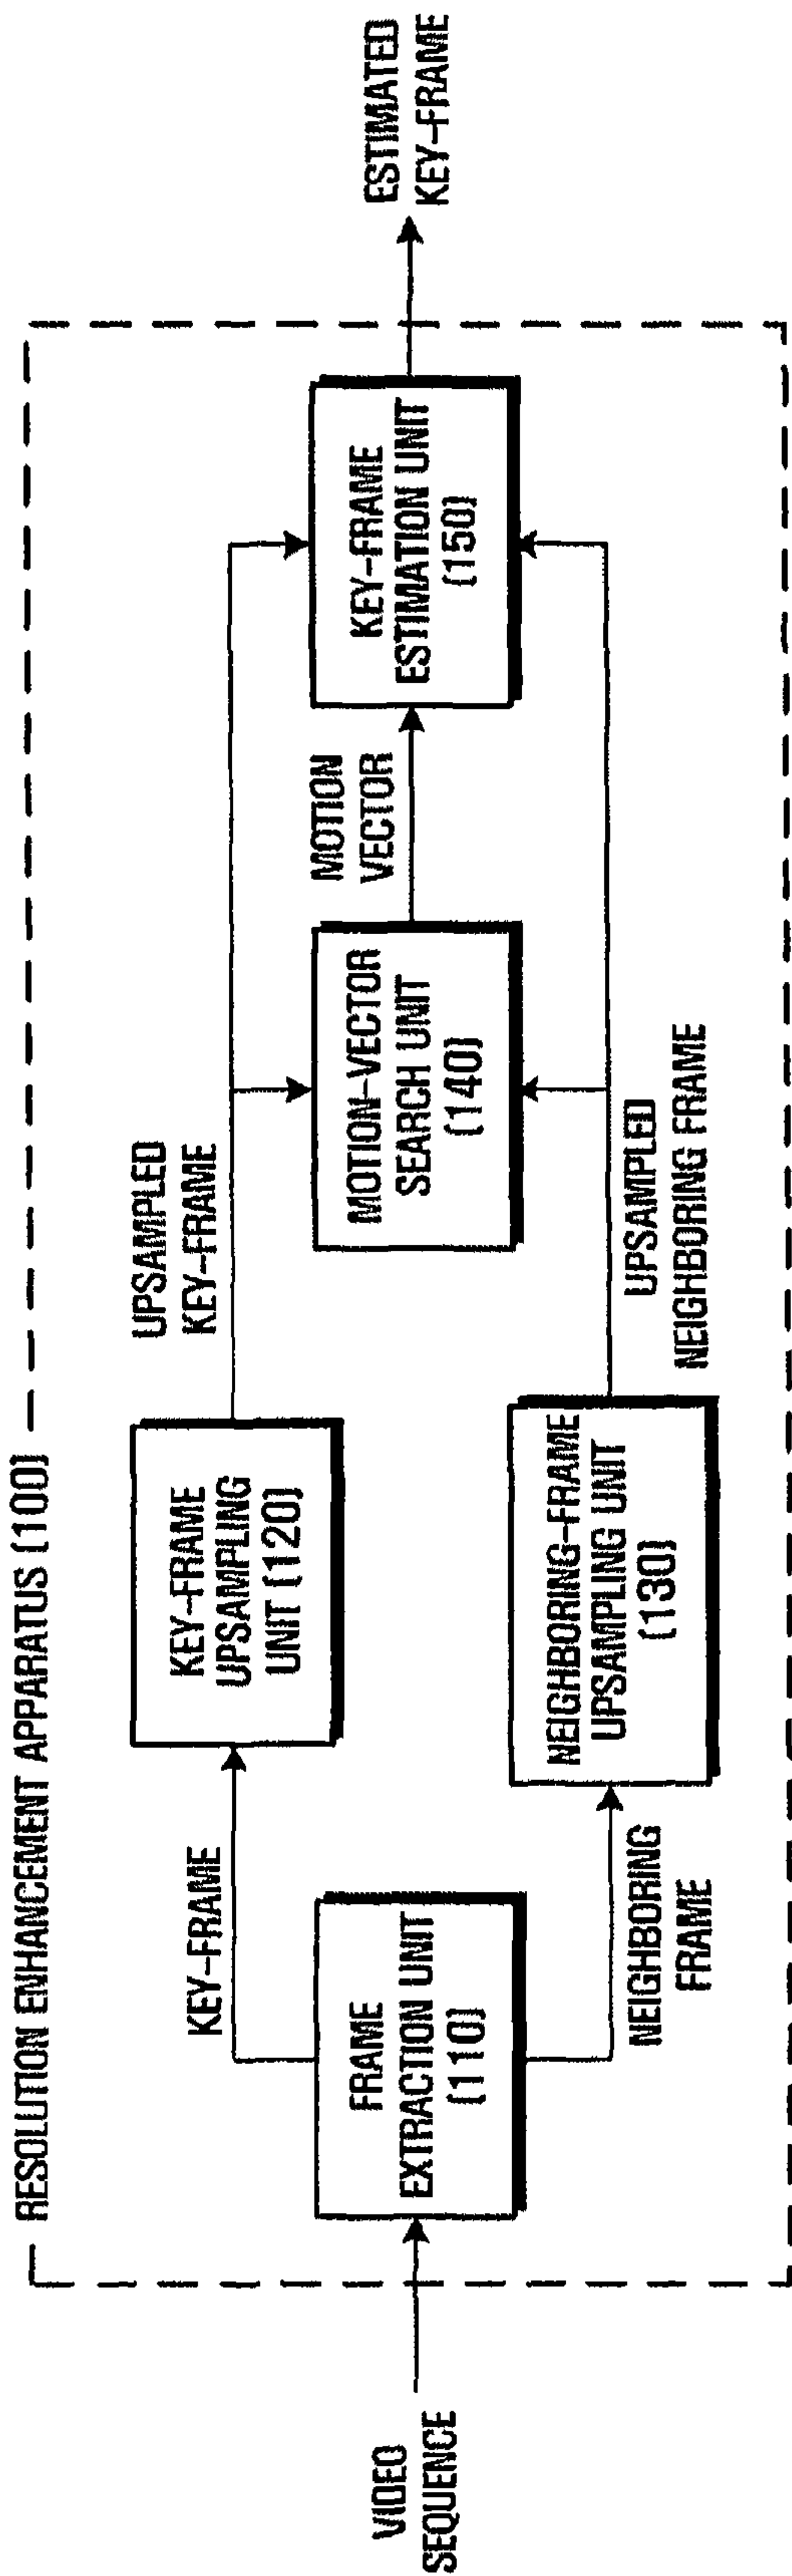 RESOLUTION ENHANCEMENT APPARATUS (100)
VIDEO
SEQUENCE
FRAME
EXTRACTION UNIT
(110)
KEY-FRAME
NEIGHBORING
FRAME
KEY-FRAME
UPSAMPLING
UNIT (120)
NEIGHBORING-FRAME
UPSAMPLING UNIT
(130)
UPSAMPLED
KEY-FRAME
UPSAMPLED
NEIGHBORING FRAME
MOTION-VECTOR
SEARCH UNIT
(140)
MOTION
VECTOR
KEY-FRAME
ESTIMATION UNIT
(150)
ESTIMATED
KEY-FRAME